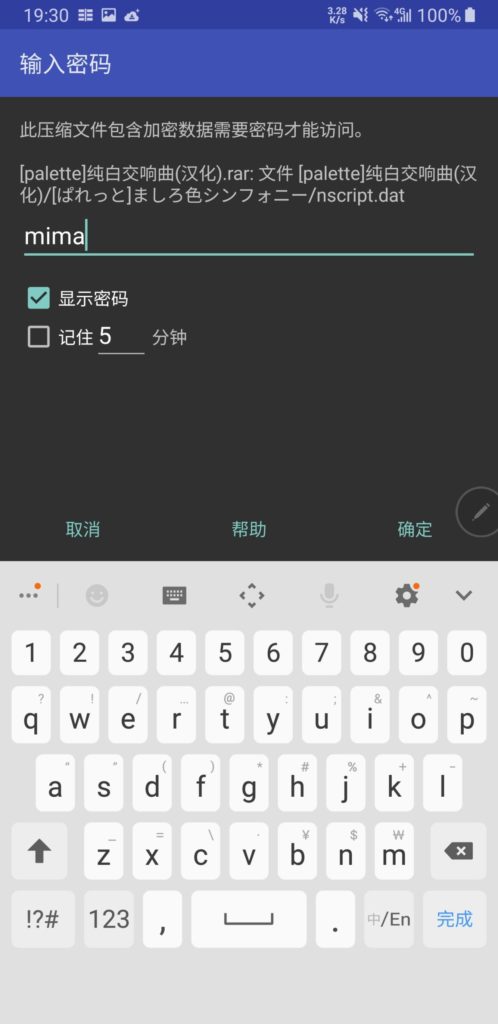 19:30 3.28 K/s 4G 100%
输入密码
此压缩文件包含加密数据需要密码才能访问。
[palette]纯白交响曲(汉化).rar: 文件 [palette]纯白交响曲(汉
化)/[ぱれっと]ましろ色シンフォニー/nscript.dat
mima
显示密码
记住 5 分钟
取消 帮助 确定
1 2 3 4 5 6 7 8 9 0
? ! / ... @ : ; & ^ ~
q w e r t y u i o p
“ ” ( ) * # % + -
a s d f g h j k l
_ = \ · ¥ $ ₩
z x c v b n m
!?# 123 , . 中/En 完成